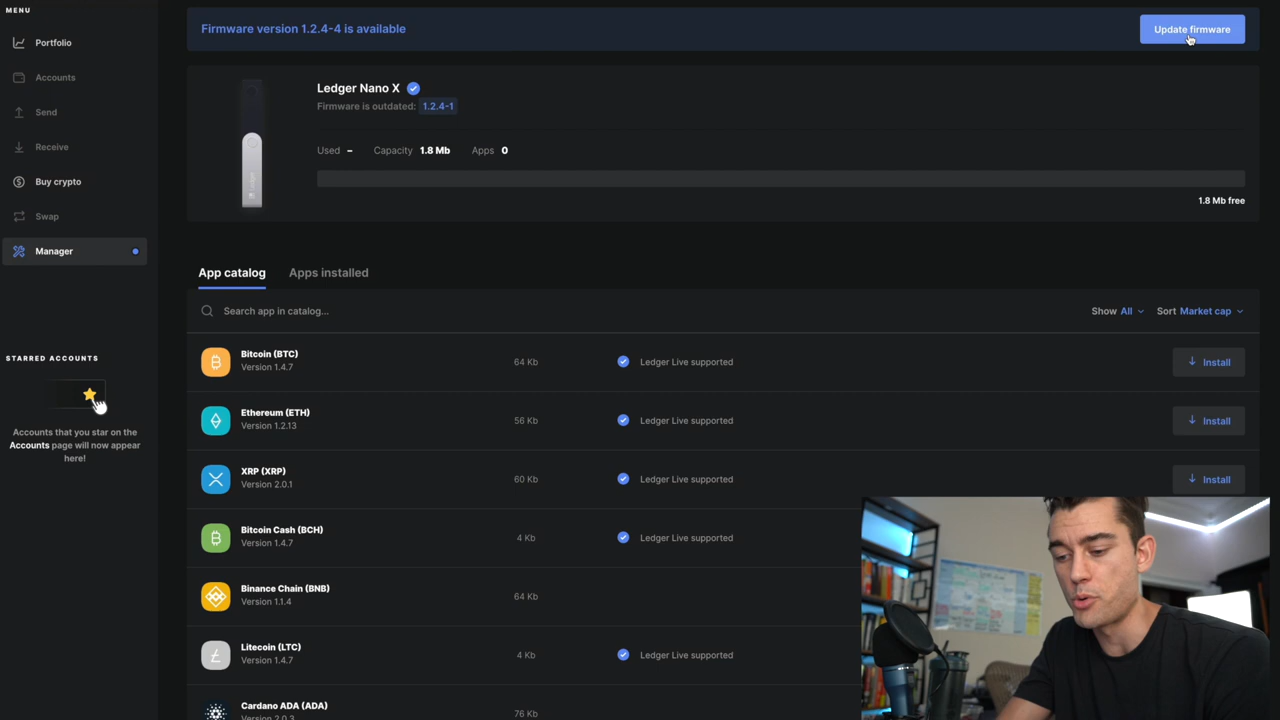 MENU
Portfolio
Accounts
Send
Receive
Buy crypto
Swap
Manager
STARRED ACCOUNTS
Accounts that you star on the
Accounts page will now appear
here!
Firmware version 1.2.4-4 is available
Update firmware
Ledger Nano X
Firmware is outdated: 1.2.4-1
Used – Capacity 1.8 Mb Apps 0
1.8 Mb free
App catalog Apps installed
Search app in catalog... Show All Sort Market cap
Bitcoin (BTC)
Version 1.4.7
64 Kb Ledger Live supported Install
Ethereum (ETH)
Version 1.2.13
56 Kb Ledger Live supported Install
XRP (XRP)
Version 2.0.1
60 Kb Ledger Live supported Install
Bitcoin Cash (BCH)
Version 1.4.7
4 Kb Ledger Live supported
Binance Chain (BNB)
Version 1.1.4
64 Kb
Litecoin (LTC)
Version 1.4.7
4 Kb Ledger Live supported
Cardano ADA (ADA)
Version 2.0.3
76 Kb